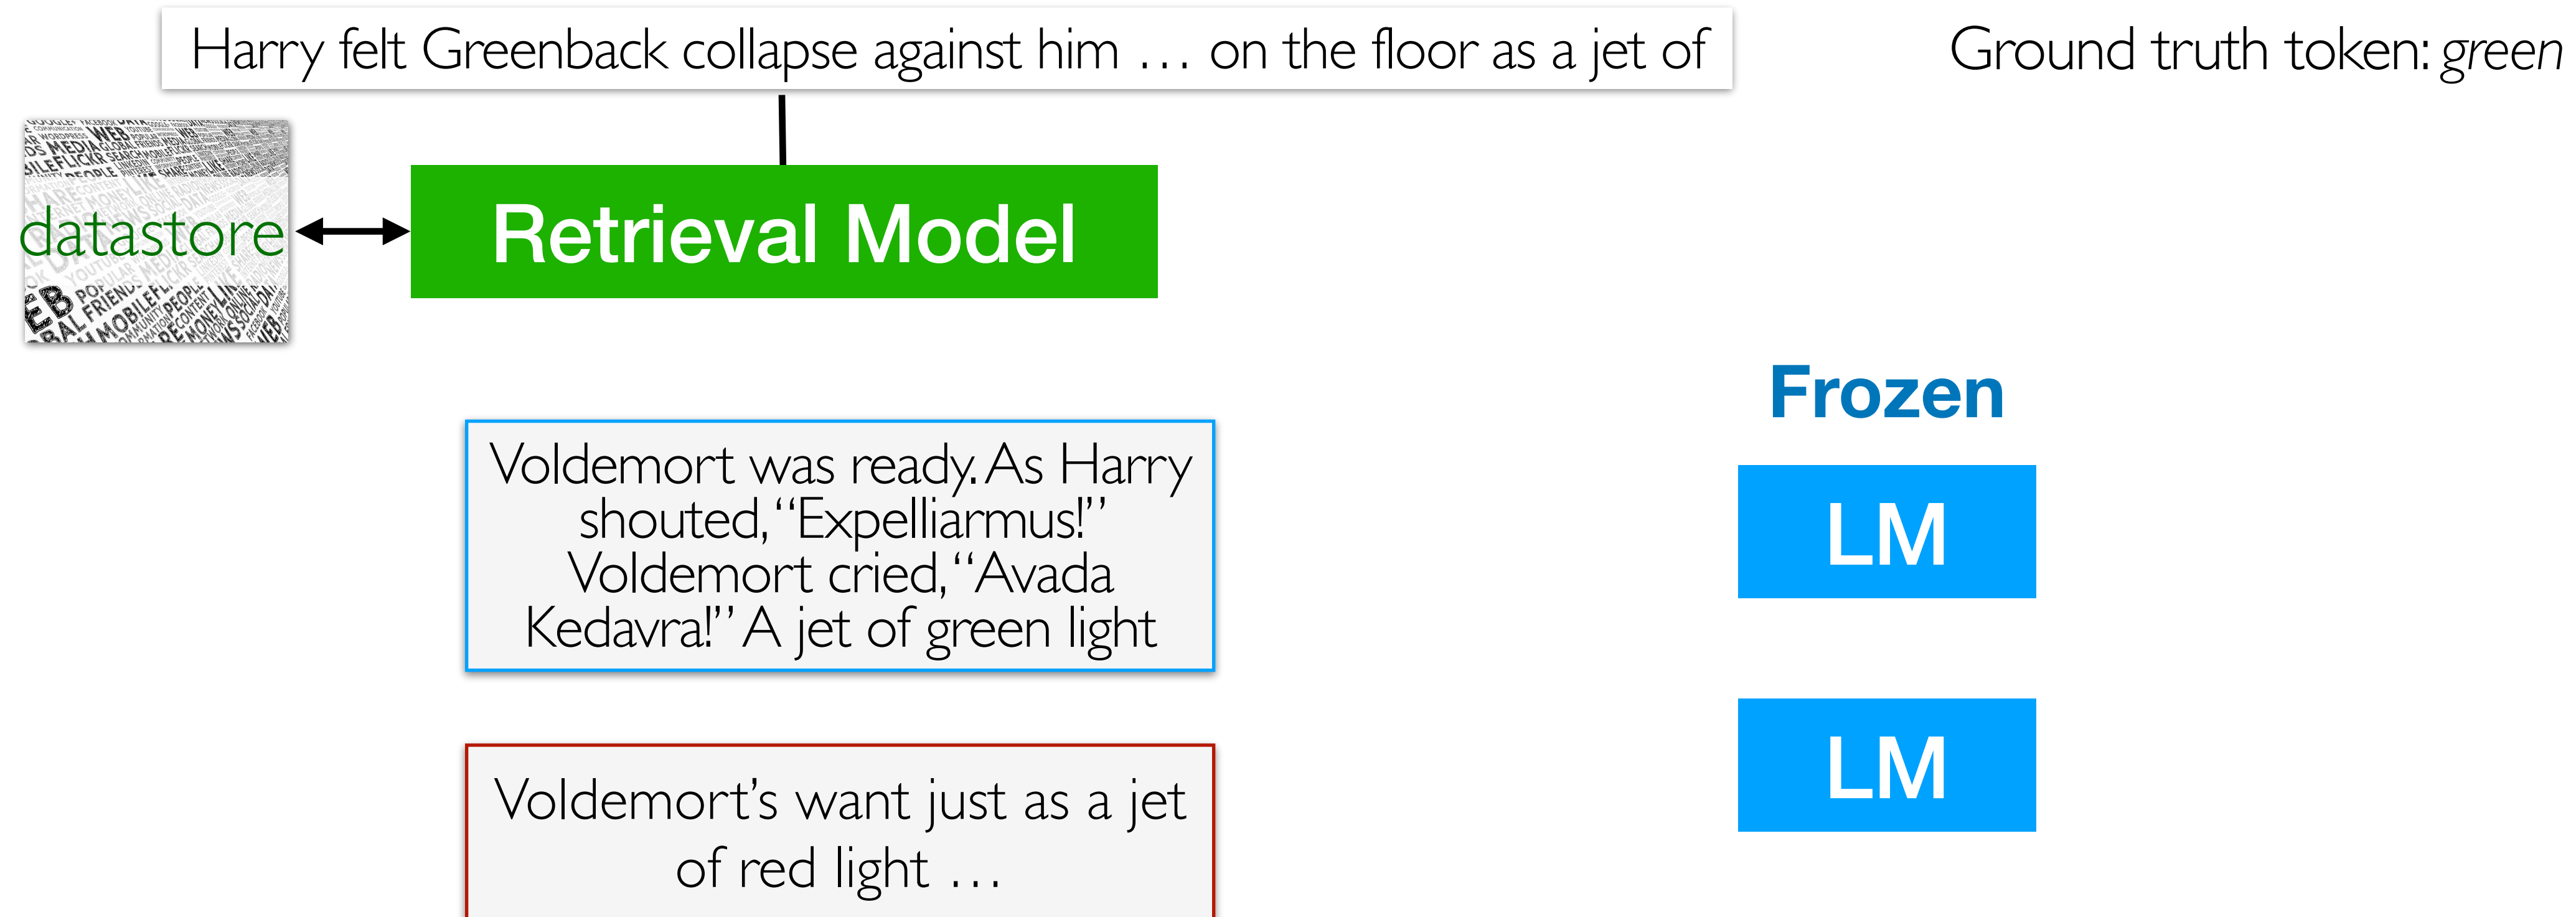 Harry felt Greenback collapse against him … on the floor as a jet of
Ground truth token: green
datastore
Retrieval Model
Frozen
Voldemort was ready. As Harry
shouted, “Expelliarmus!”
Voldemort cried, “Avada
Kedavra!” A jet of green light
LM
LM
Voldemort’s want just as a jet
of red light …